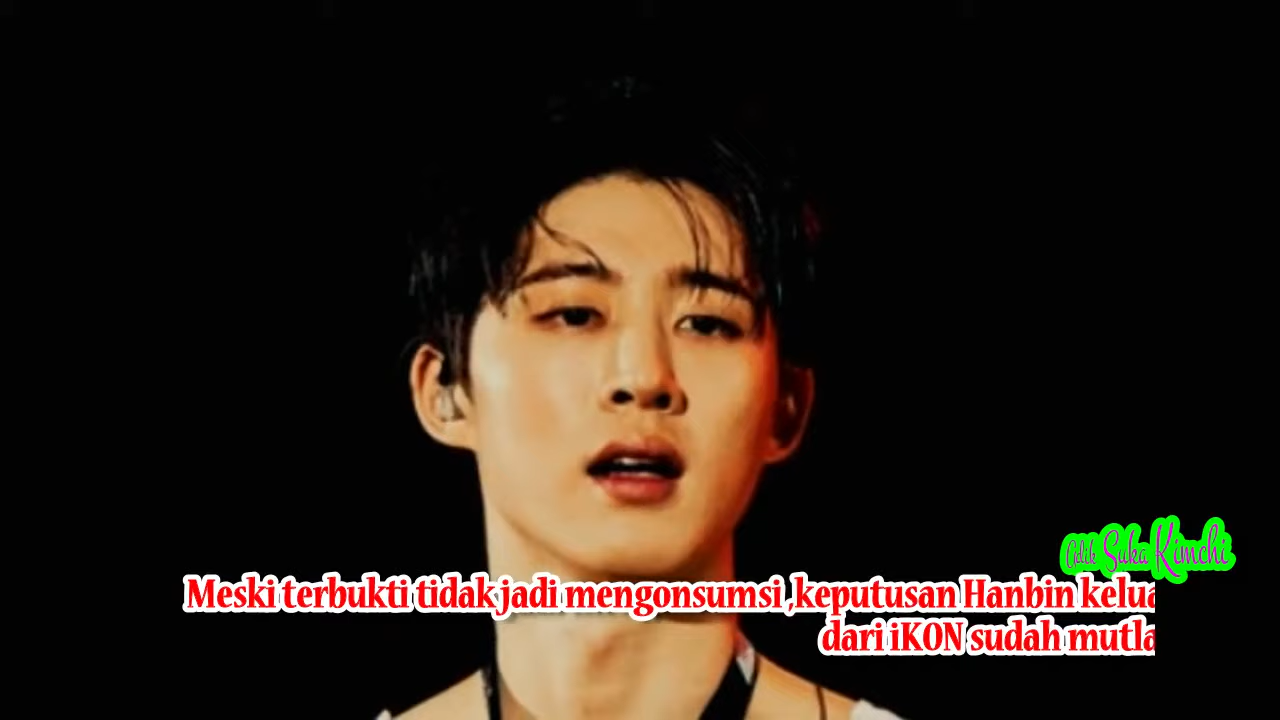 Adik Suka Kimchi
Meski terbukti tidak jadi mengonsumsi ,keputusan Hanbin kelua
dari iKON sudah mutla